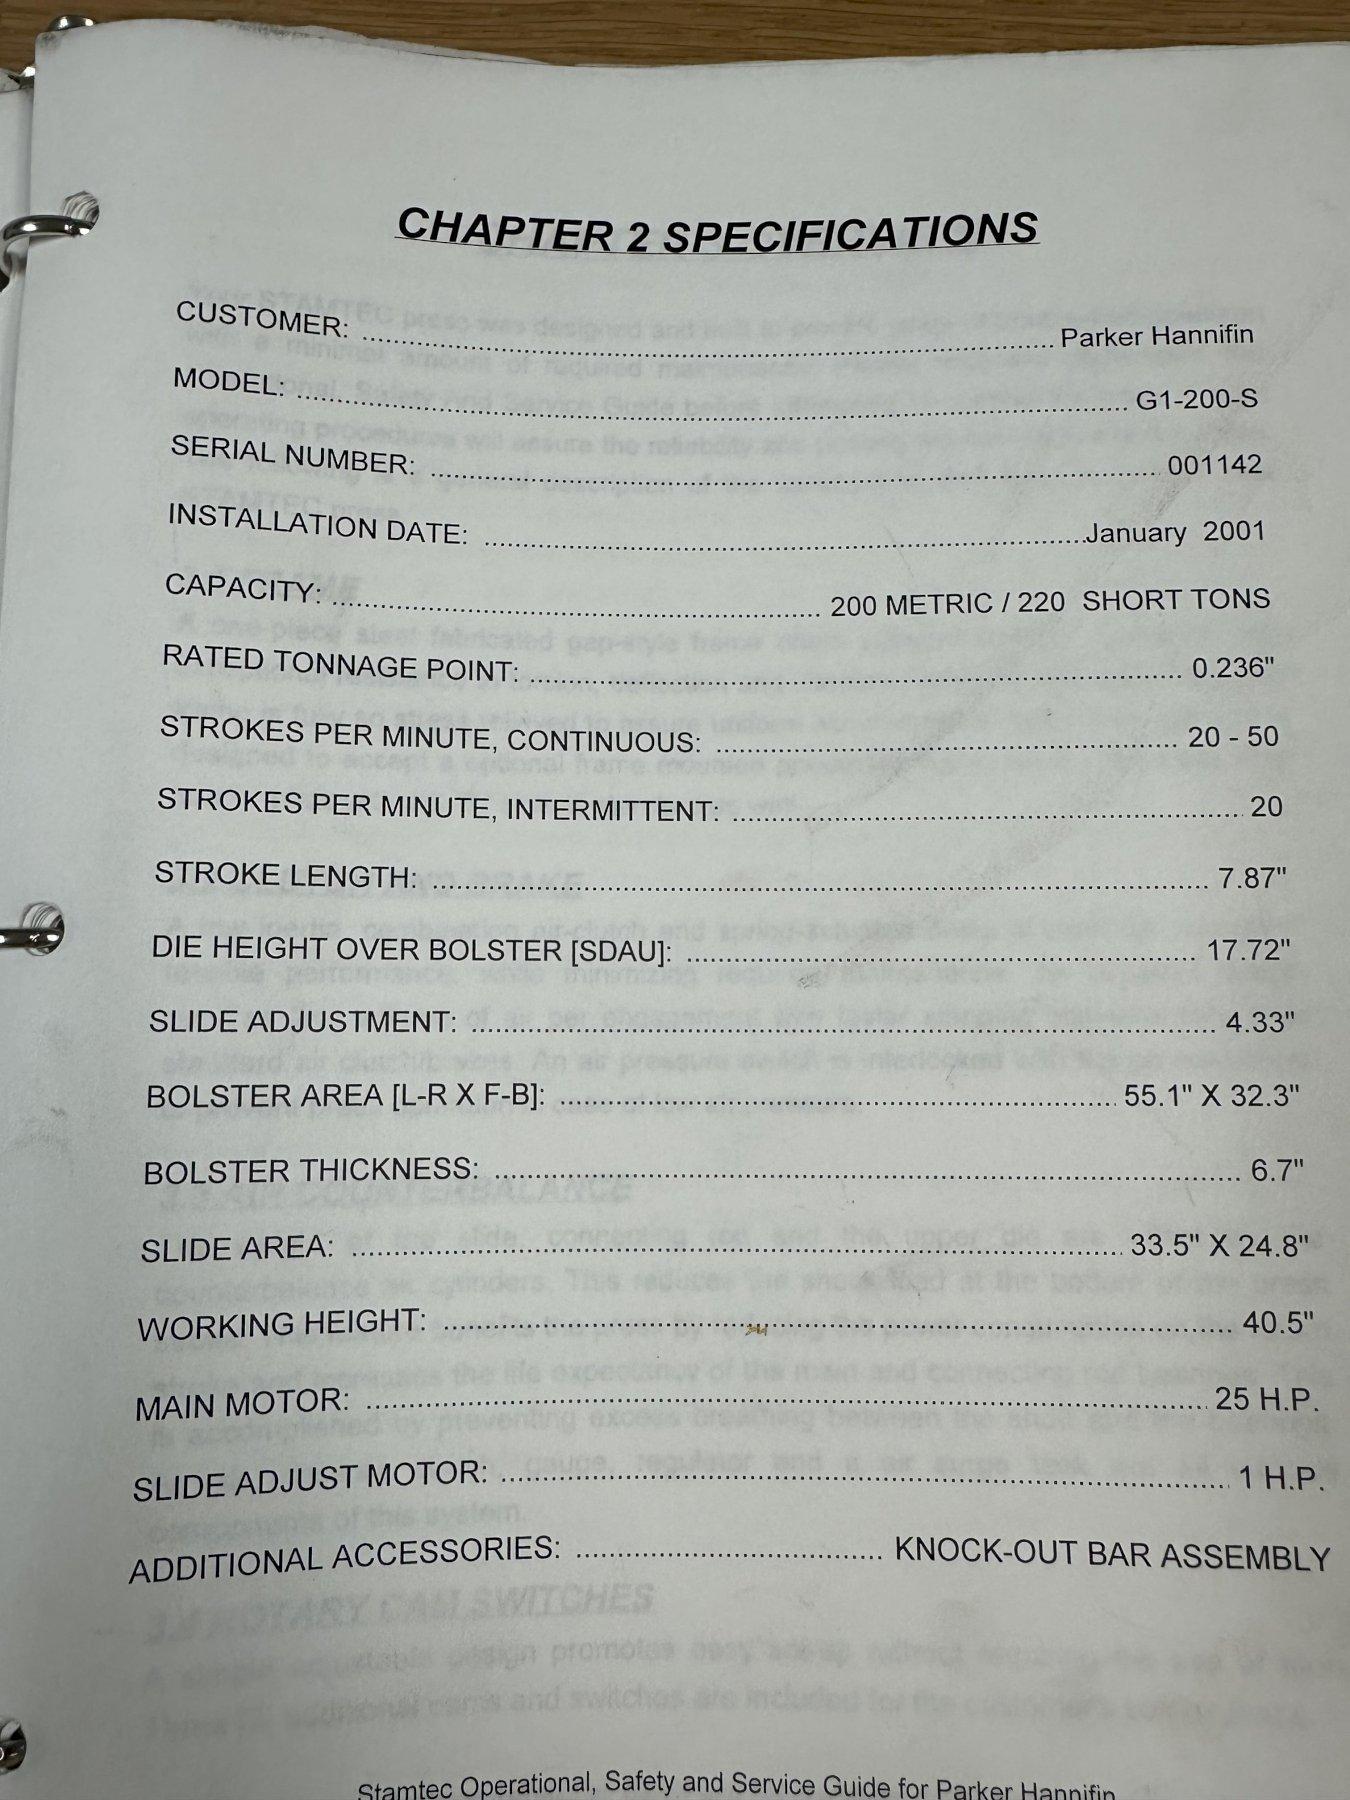 CHAPTER 2 SPECIFICATIONS
CUSTOMER: Parker Hannifin
MODEL: G1-200-S
SERIAL NUMBER: 001142
INSTALLATION DATE: January 2001
CAPACITY: 200 METRIC / 220 SHORT TONS
RATED TONNAGE POINT: 0.236"
STROKES PER MINUTE, CONTINUOUS: 20 - 50
STROKES PER MINUTE, INTERMITTENT: 20
STROKE LENGTH: 7.87"
DIE HEIGHT OVER BOLSTER [SDAU]: 17.72"
SLIDE ADJUSTMENT: 4.33"
BOLSTER AREA [L-R X F-B]: 55.1" X 32.3"
BOLSTER THICKNESS: 6.7"
SLIDE AREA: 33.5" X 24.8"
WORKING HEIGHT: 40.5"
MAIN MOTOR: 25 H.P.
SLIDE ADJUST MOTOR: 1 H.P.
ADDITIONAL ACCESSORIES: KNOCK-OUT BAR ASSEMBLY
Stamtec Operational, Safety and Service Guide for Parker Hannifin